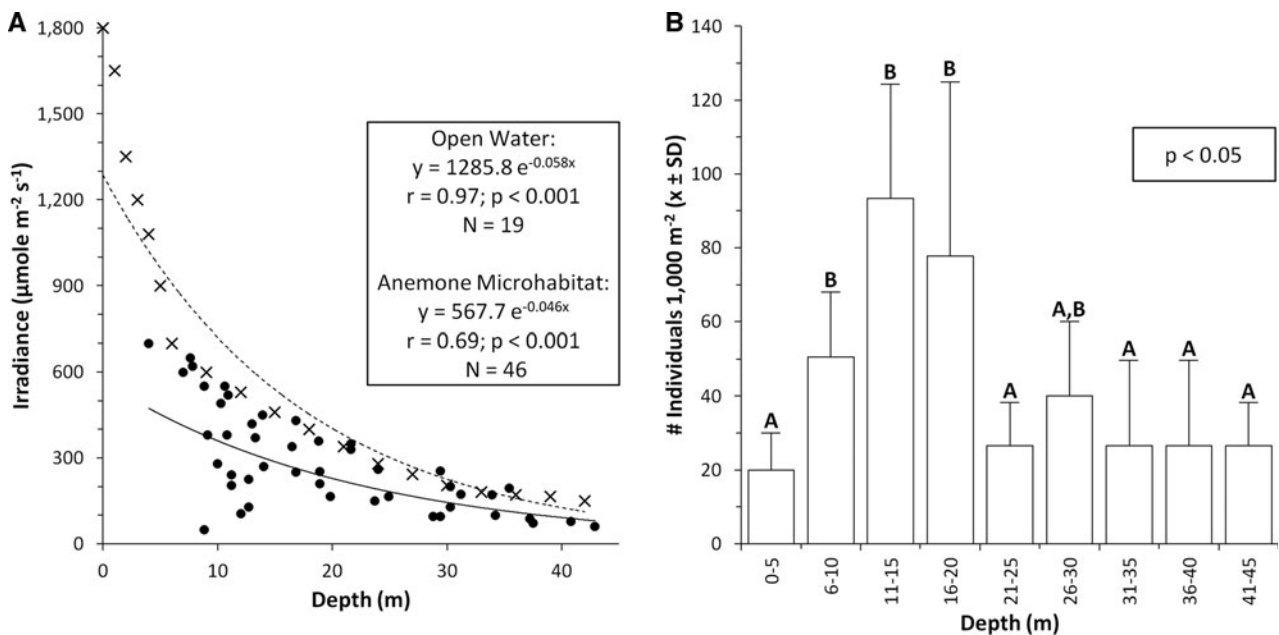 A
1,800
1,500
1,200
900
600
300
0
Irradiance (µmole m⁻² s⁻¹)
Open Water:
y = 1285.8 e⁻⁰·⁰⁵⁸ˣ
r = 0.97; p < 0.001
N = 19
Anemone Microhabitat:
y = 567.7 e⁻⁰·⁰⁴⁶ˣ
r = 0.69; p < 0.001
N = 46
0 10 20 30 40
Depth (m)
B
140
120
100
80
60
40
20
0
# Individuals 1,000 m⁻² (x ± SD)
p < 0.05
A B B B A A,B A A A
0-5 6-10 11-15 16-20 21-25 26-30 31-35 36-40 41-45
Depth (m)